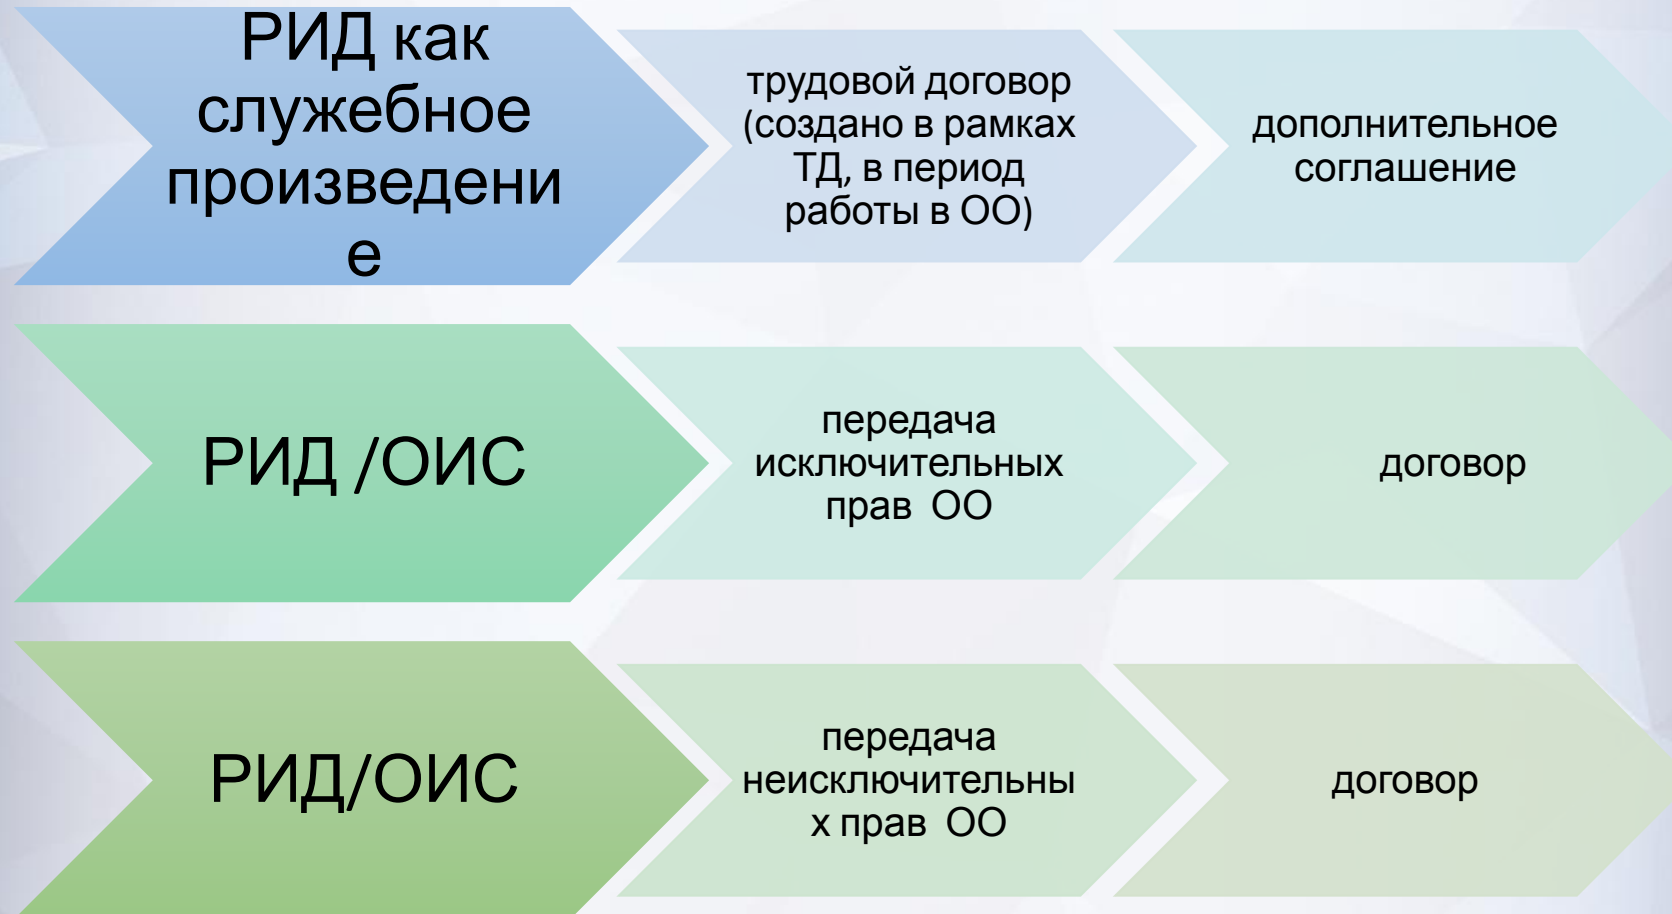 РИД как
служебное
произведени
е
трудовой договор
(создано в рамках
ТД, в период
работы в ОО)
дополнительное
соглашение
РИД /ОИС
передача
исключительных
прав ОО
договор
РИД/ОИС
передача
неисключительны
х прав ОО
договор